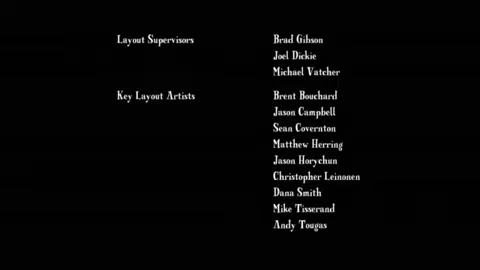 Layout Supervisors Brad Gibson
Joel Dickie
Michael Vatcher
Key Layout Artists Brent Bouchard
Jason Campbell
Sean Coverton
Matthew Herring
Jason Horychun
Christopher Leinonen
Dana Smith
Mike Tisserand
Andy Tougas